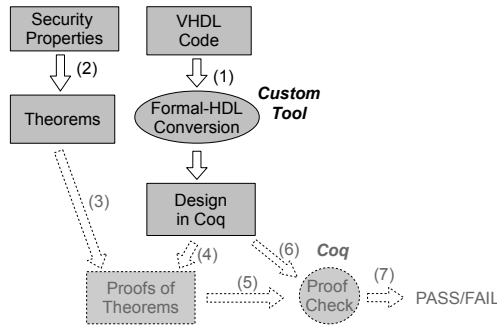 Security
Properties
VHDL
Code
(2)
(1)
Theorems
Formal-HDL
Conversion
Custom
Tool
(3)
Design
in Coq
(4)
(6)
Coq
Proofs of
Theorems
(5)
Proof
Check
(7)
PASS/FAIL